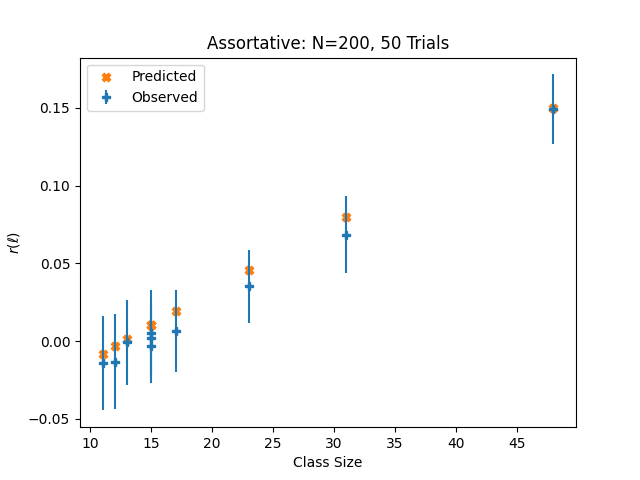 Assortative: N=200, 50 Trials
Predicted
Observed
0.15
0.10
0.05
0.00
−0.05
r(ℓ)
10 15 20 25 30 35 40 45
Class Size